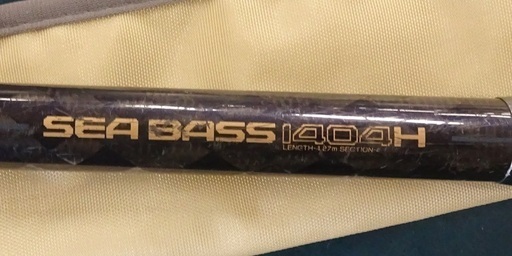 SEA BASS 1404H
LENGTH-4.27m SECTION-4